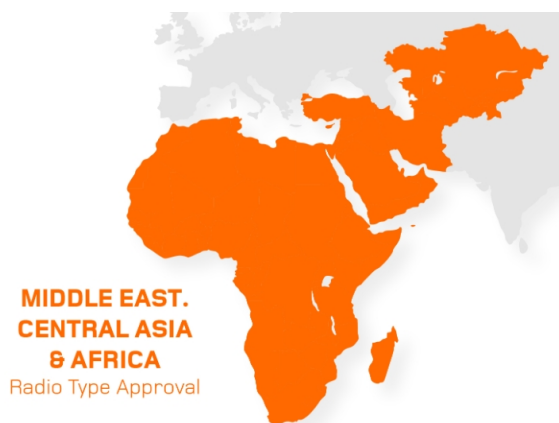 MIDDLE EAST.
CENTRAL ASIA
& AFRICA
Radio Type Approval